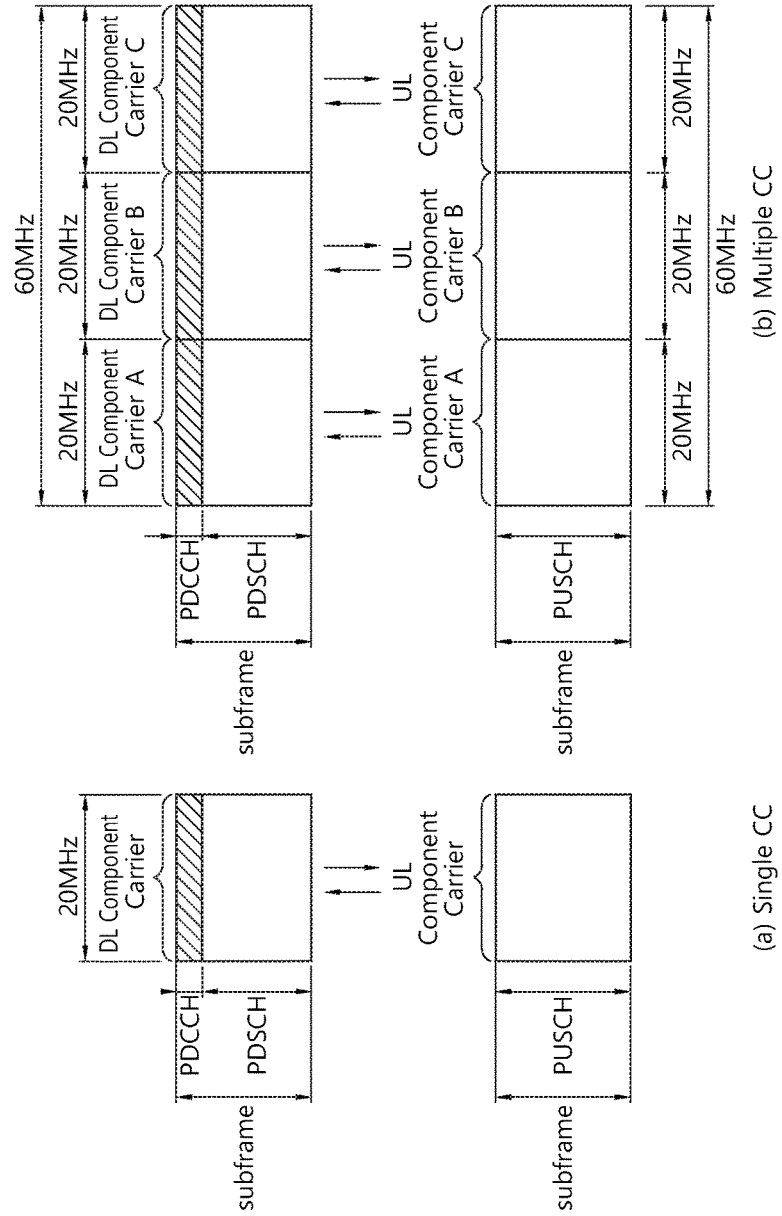 20MHz
DL Component
Carrier
subframe
PDCCH
PDSCH
UL
Component
Carrier
subframe
PUSCH
(a) Single CC
60MHz
20MHz
20MHz
20MHz
DL Component
Carrier A
DL Component
Carrier B
DL Component
Carrier C
subframe
PDCCH
PDSCH
UL
Component
Carrier A
UL
Component
Carrier B
UL
Component
Carrier C
subframe
PUSCH
20MHz
20MHz
20MHz
60MHz
(b) Multiple CC